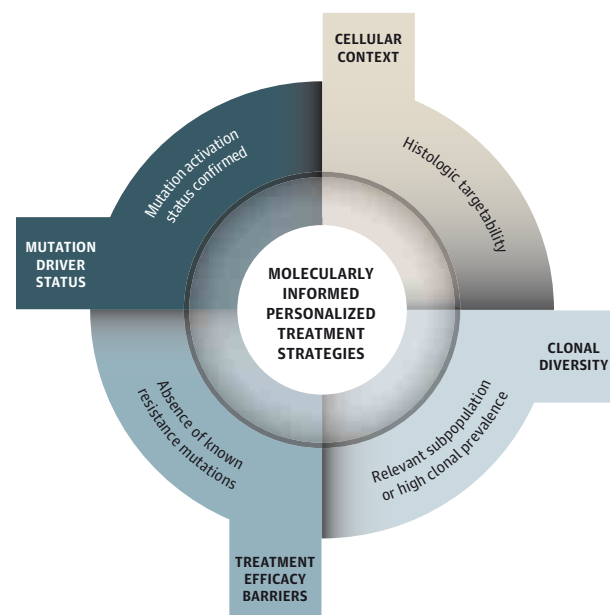 CELLULAR
CONTEXT
Histologic targetability
CLONAL
DIVERSITY
Relevant subpopulation
or high clonal prevalence
TREATMENT
EFFICACY
BARRIERS
Absence of known
resistance mutations
MUTATION
DRIVER
STATUS
Mutation activation
status confirmed
MOLECULARLY
INFORMED
PERSONALIZED
TREATMENT
STRATEGIES